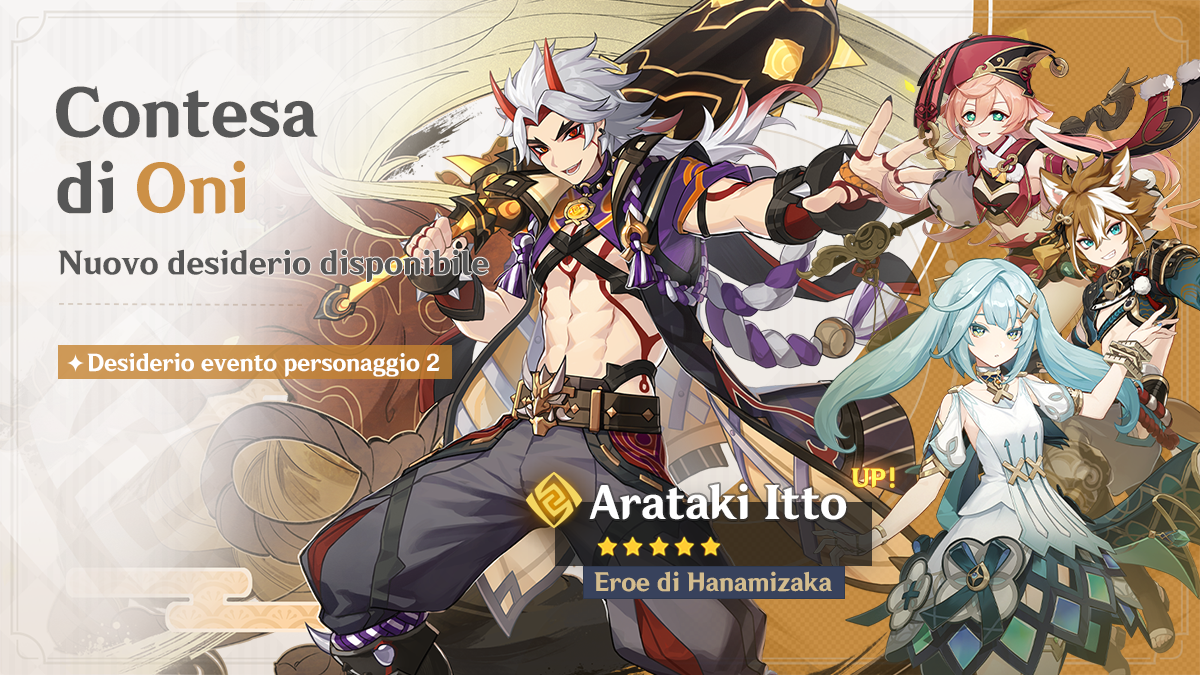 Contesa
di Oni
Nuovo desiderio disponibile
✦Desiderio evento personaggio 2
UP!
Arataki Itto
★★★★★
Eroe di Hanamizaka